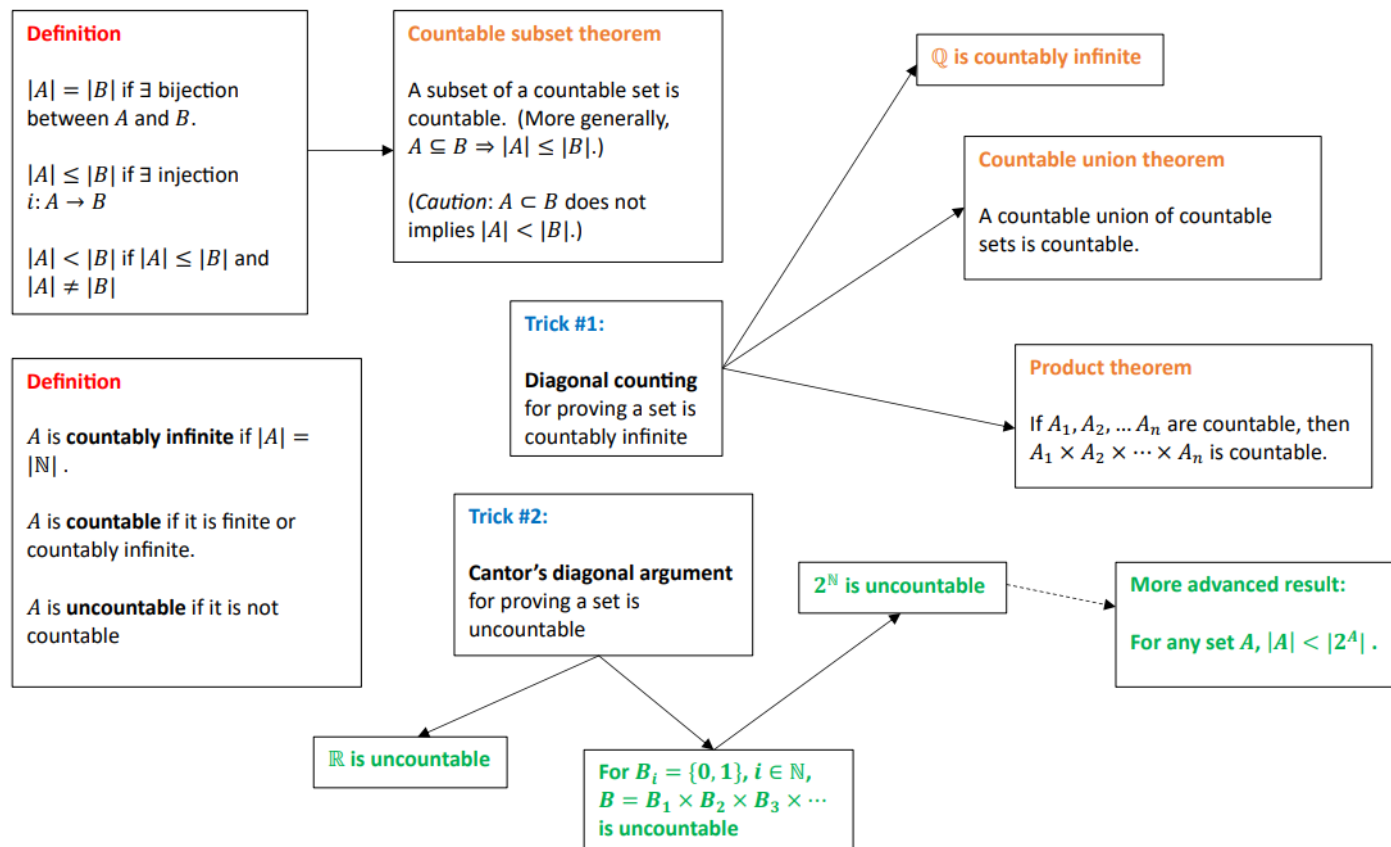 Definition
|A| = |B| if ∃ bijection
between A and B.
|A| ≤ |B| if ∃ injection
i: A → B
|A| < |B| if |A| ≤ |B| and
|A| ≠ |B|
Countable subset theorem
A subset of a countable set is
countable. (More generally,
A ⊆ B ⇒ |A| ≤ |B|.)
(Caution: A ⊂ B does not
implies |A| < |B|.)
ℚ is countably infinite
Countable union theorem
A countable union of countable
sets is countable.
Trick #1:
Diagonal counting
for proving a set is
countably infinite
Product theorem
If A₁, A₂, … Aₙ are countable, then
A₁ × A₂ × ⋯ × Aₙ is countable.
Definition
A is countably infinite if |A| =
|ℕ| .
A is countable if it is finite or
countably infinite.
A is uncountable if it is not
countable
Trick #2:
Cantor’s diagonal argument
for proving a set is
uncountable
2^ℕ is uncountable
More advanced result:
For any set A, |A| < |2^A| .
ℝ is uncountable
For Bᵢ = {0, 1}, i ∈ ℕ,
B = B₁ × B₂ × B₃ × ⋯
is uncountable